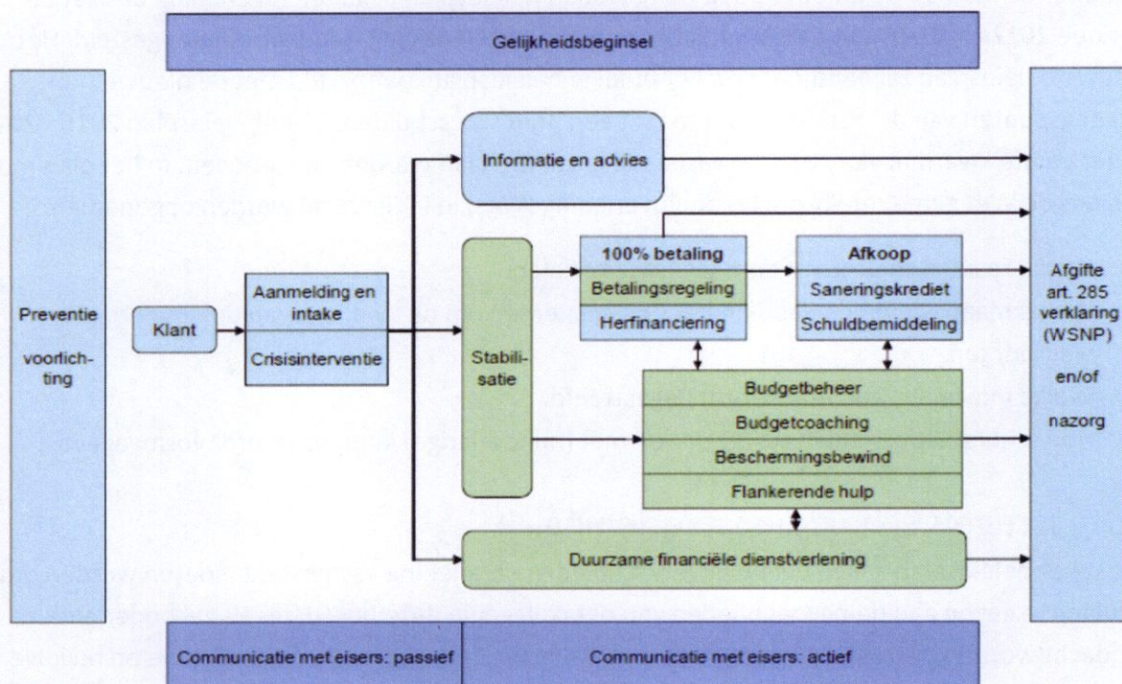 Gelijkheidsbeginsel
Preventie
voorlich-
ting
Klant
Aanmelding en
intake
Crisisinterventie
Informatie en advies
Stabili-
satie
100% betaling
Betalingsregeling
Herfinanciering
Afkoop
Saneringskrediet
Schuldbemiddeling
Budgetbeheer
Budgetcoaching
Beschermingsbewind
Flankerende hulp
Duurzame financiële dienstverlening
Afgifte
art. 285
verklaring
(WSNP)
en/of
nazorg
Communicatie met eisers: passief
Communicatie met eisers: actief